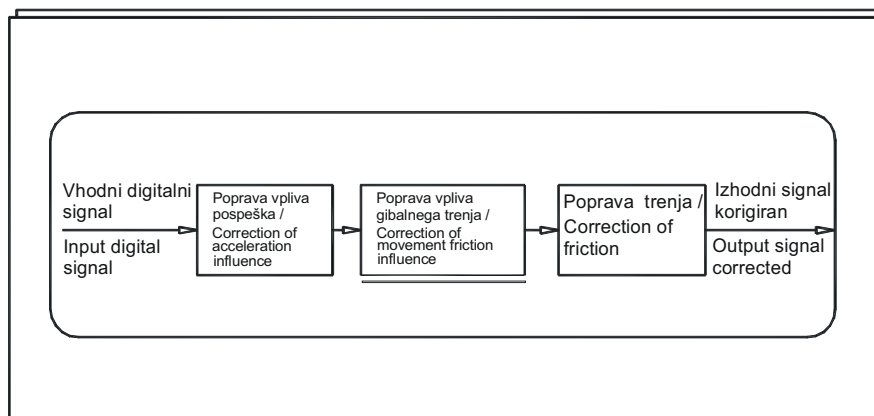 Vhodni digitalni
signal
Input digital
signal
Poprava vpliva
pospeška /
Correction of
acceleration
influence
Poprava vpliva
gibalnega trenja /
Correction of
movement friction
influence
Poprava trenja /
Correction of
friction
Izhodni signal
korigiran
Output signal
corrected